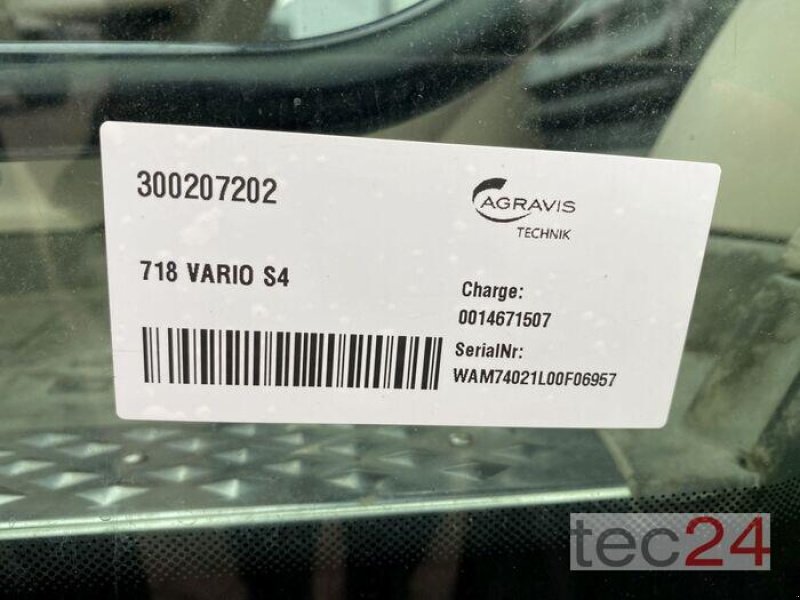 300207202
AGRAVIS
TECHNIK
718 VARIO S4
Charge:
0014671507
SerialNr:
WAM74021L00F06957
tec24